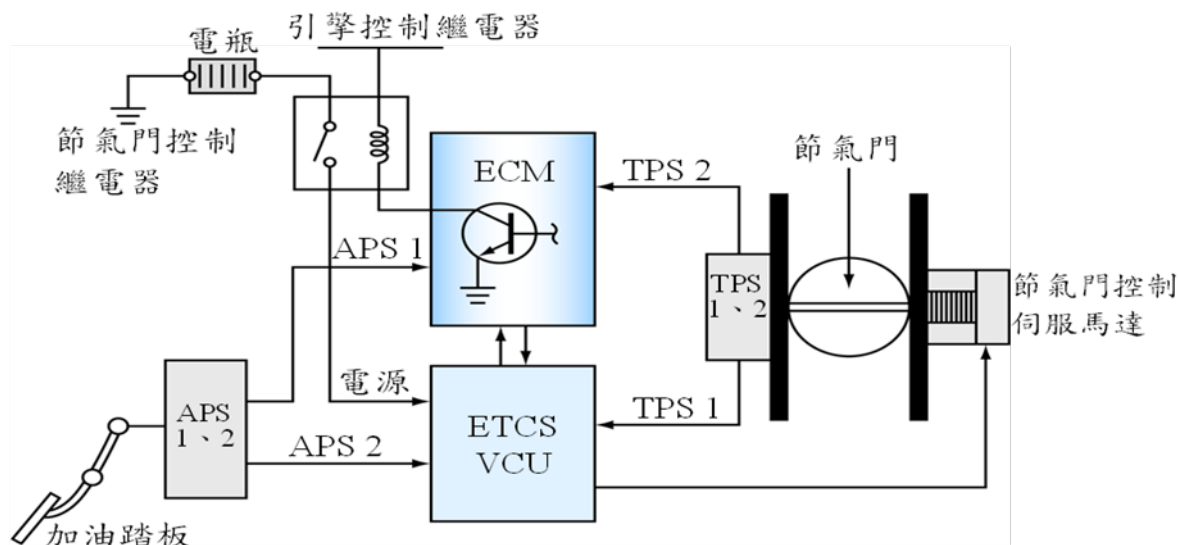 引擎控制繼電器
電瓶
節氣門控制
繼電器
ECM
TPS 2
節氣門
APS 1
TPS
1、2
節氣門控制
伺服馬達
電源
APS
1、2
APS 2
ETCS
VCU
TPS 1
加油踏板